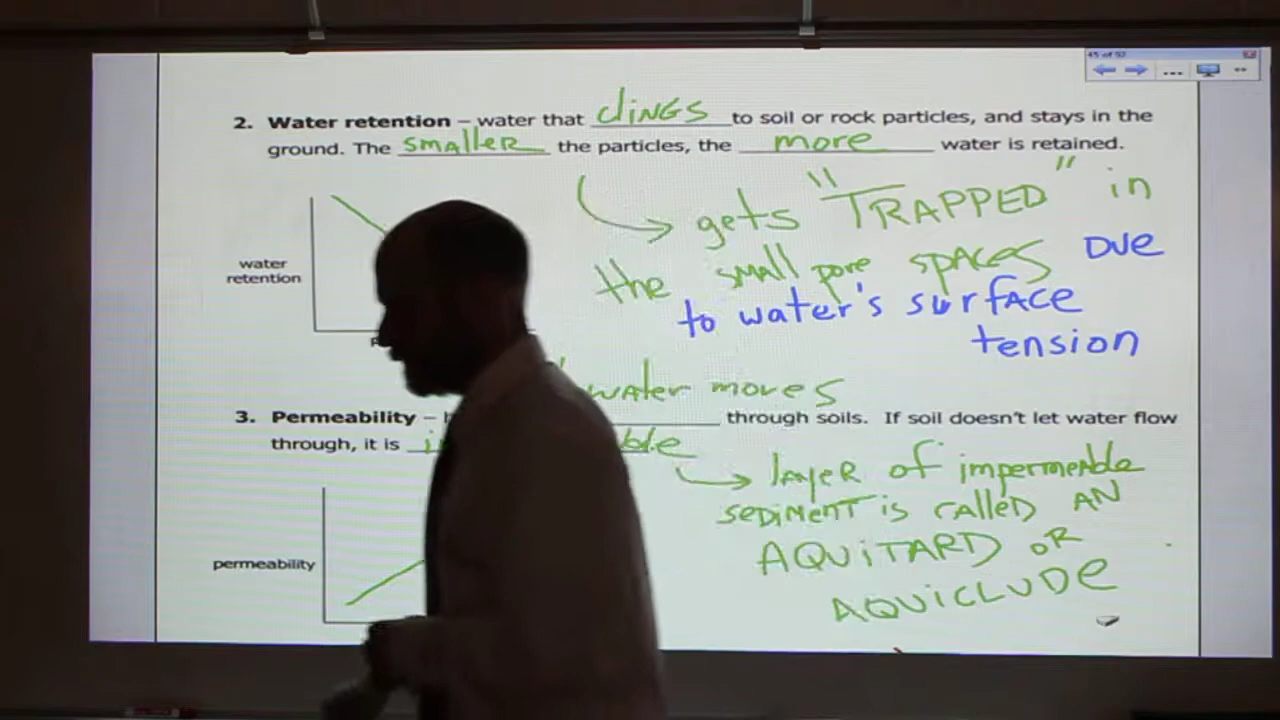 45 of 93
2. Water retention – water that clings to soil or rock particles, and stays in the
ground. The smaller the particles, the more water is retained.
gets "TRAPPED" in
the small pore spaces Due
to water's surface
tension
water
retention
water moves
3. Permeability – through soils. If soil doesn't let water flow
through, it is
layer of impermeable
sediment is called AN
AQUITARD OR
AQUICLUDE
permeability